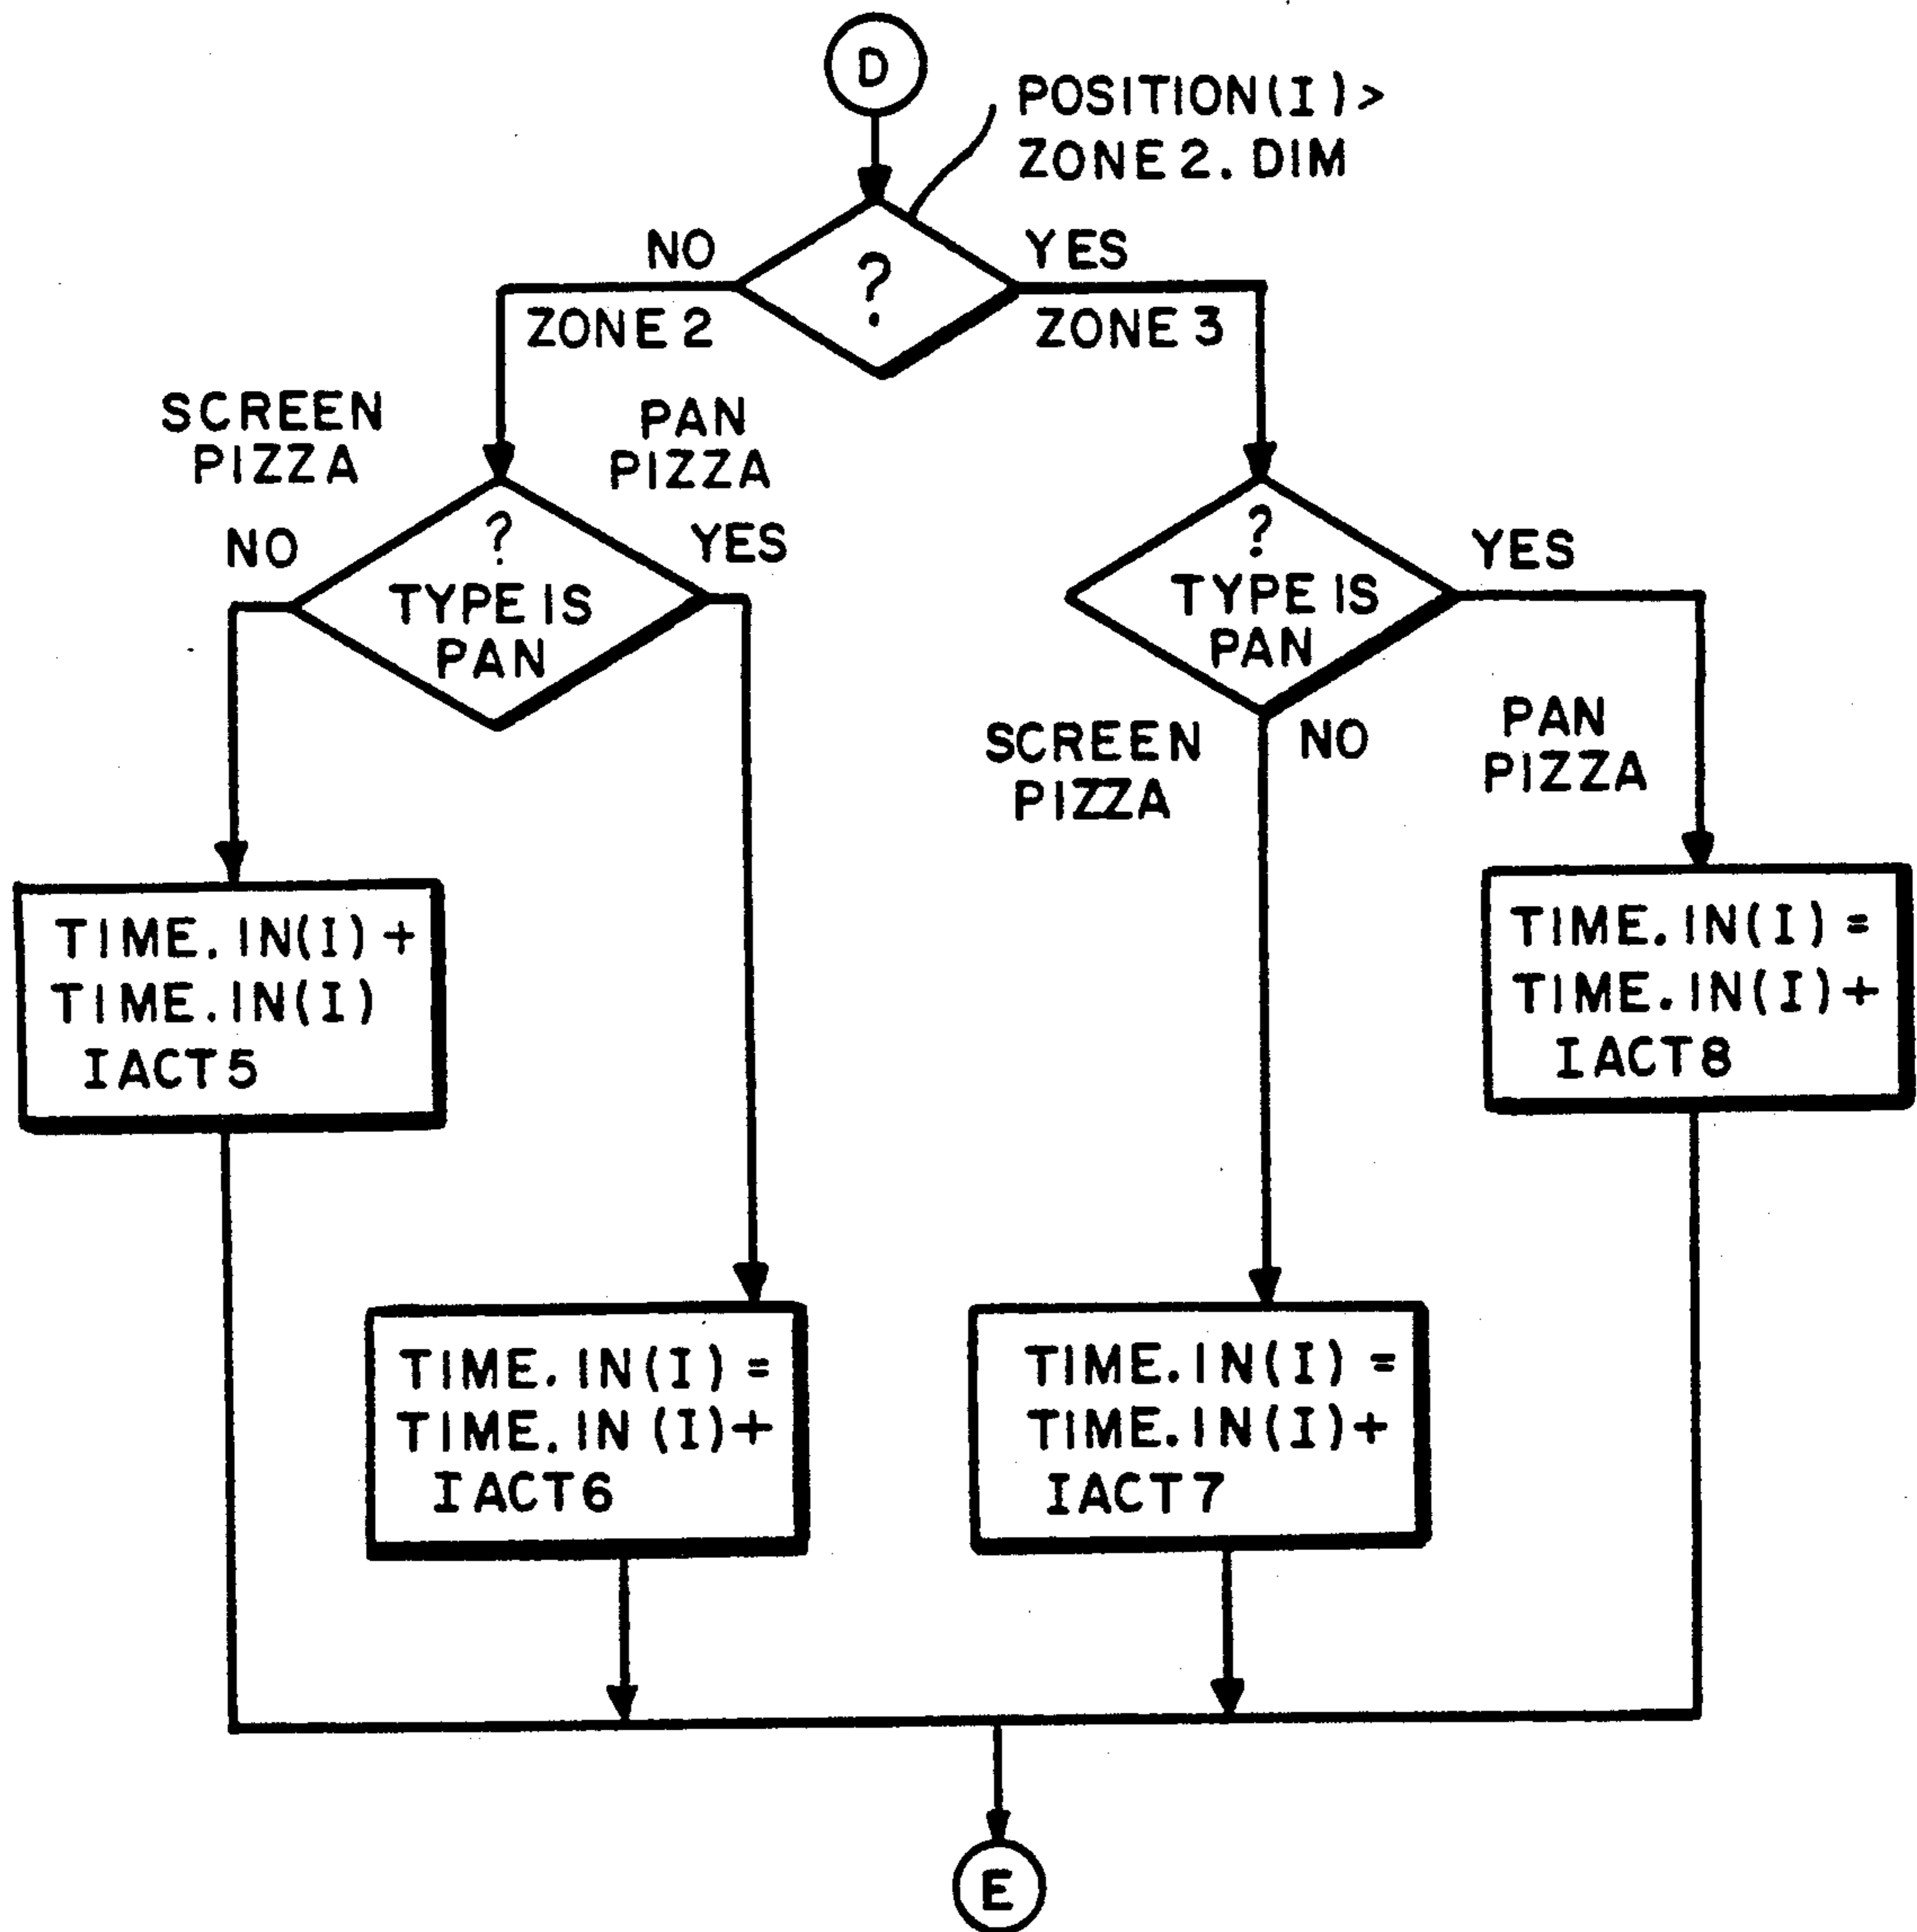 D
POSITION(I)>
ZONE 2. DIM
NO
?
YES
ZONE 2
ZONE 3
SCREEN
PIZZA
PAN
PIZZA
NO
?
TYPE IS
PAN
YES
?
TYPE IS
PAN
YES
SCREEN
PIZZA
NO
PAN
PIZZA
TIME. IN(I) +
TIME. IN(I)
IACT5
TIME. IN(I) =
TIME. IN(I)+
IACT8
TIME. IN(I) =
TIME. IN (I)+
IACT6
TIME. IN(I) =
TIME. IN(I)+
IACT7
E